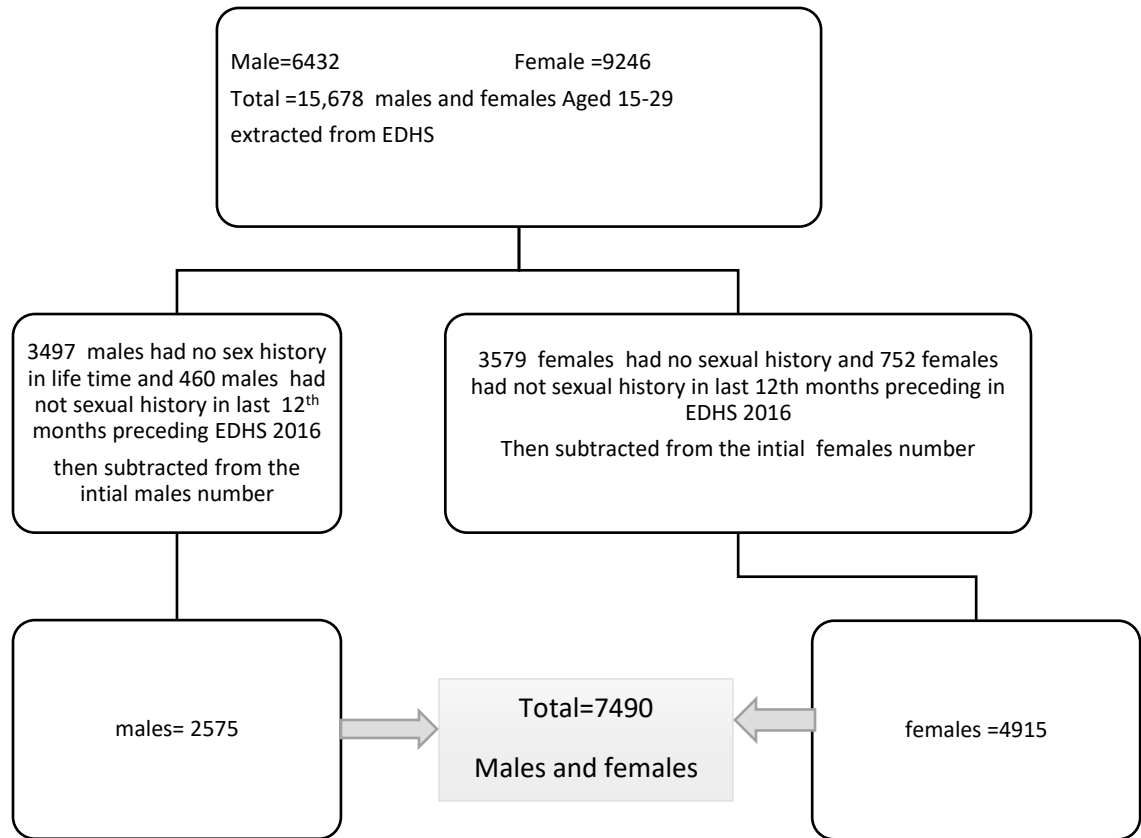 Male=6432 Female =9246
Total =15,678 males and females Aged 15-29
extracted from EDHS
3497 males had no sex history
in life time and 460 males had
not sexual history in last 12th
months preceding EDHS 2016
then subtracted from the
intial males number
3579 females had no sexual history and 752 females
had not sexual history in last 12th months preceding in
EDHS 2016
Then subtracted from the intial females number
males= 2575
Total=7490
Males and females
females =4915